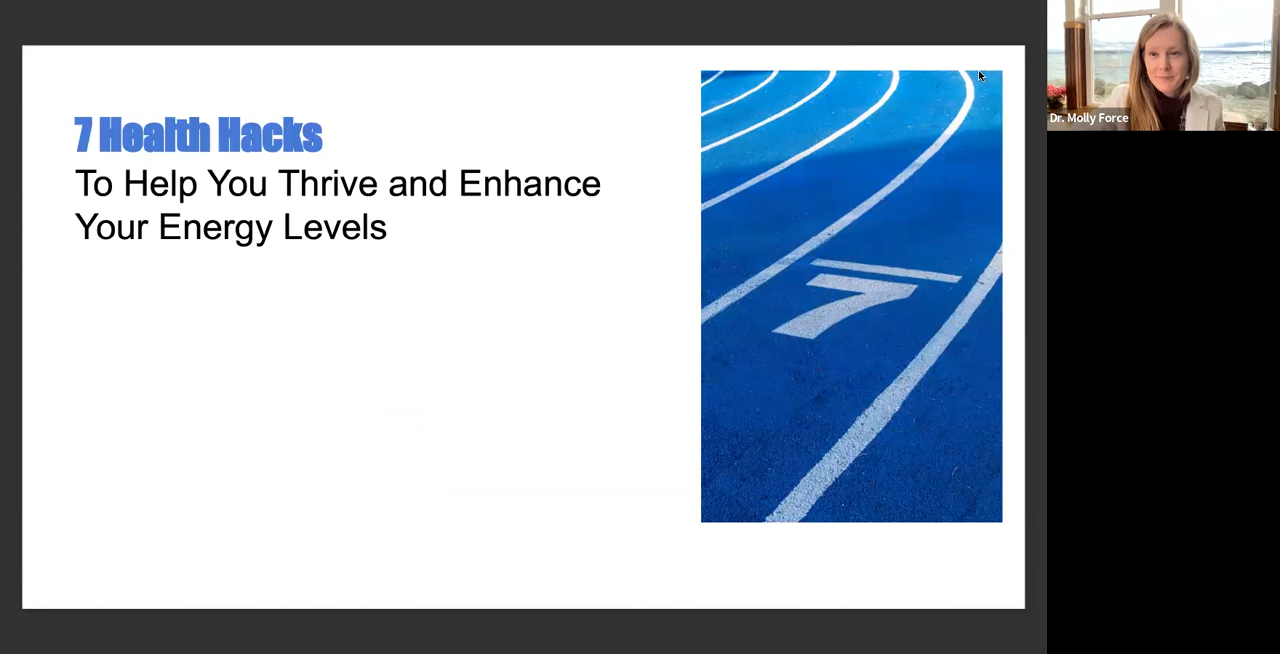 7 Health Hacks
To Help You Thrive and Enhance
Your Energy Levels
7
Dr. Molly Force